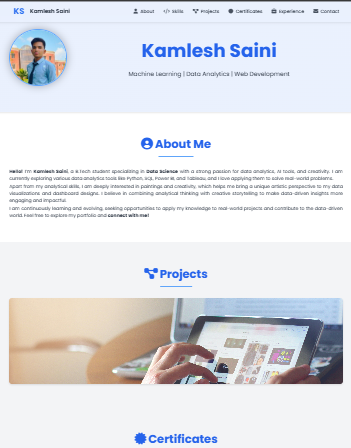 KS Kamlesh Saini About </> Skills Projects Certificates Experience Contact
Kamlesh Saini
Machine Learning | Data Analytics | Web Development
About Me
Hello! I'm Kamlesh Saini, a B.Tech student specializing in Data Science with a strong passion for data analytics, AI tools, and creativity. I am
currently exploring various data analytics tools like Python, SQL, Power BI, and Tableau, and I love applying them to solve real-world problems.
Apart from my analytical skills, I am deeply interested in paintings and creativity, which helps me bring a unique artistic perspective to my data
visualizations and dashboard designs. I believe in combining analytical thinking with creative storytelling to make data-driven insights more
engaging and impactful.
I am continuously learning and evolving, seeking opportunities to apply my knowledge to real-world projects and contribute to the data-driven
world. Feel free to explore my portfolio and connect with me!
Projects
Certificates